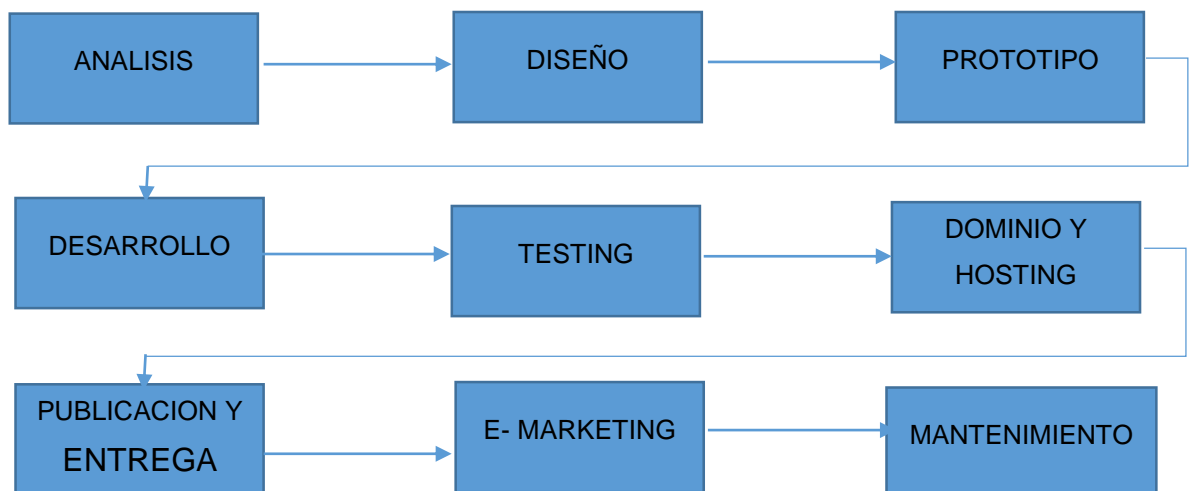 ANALISIS
DISEÑO
PROTOTIPO
DESARROLLO
TESTING
DOMINIO Y
HOSTING
PUBLICACION Y
ENTREGA
E- MARKETING
MANTENIMIENTO